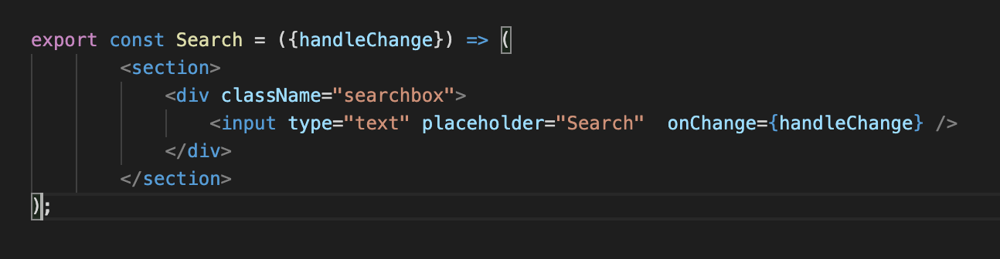 export const Search = ({handleChange}) => (
        <section>
            <div className="searchbox">
                <input type="text" placeholder="Search"  onChange={handleChange} />
            </div>
        </section>
);